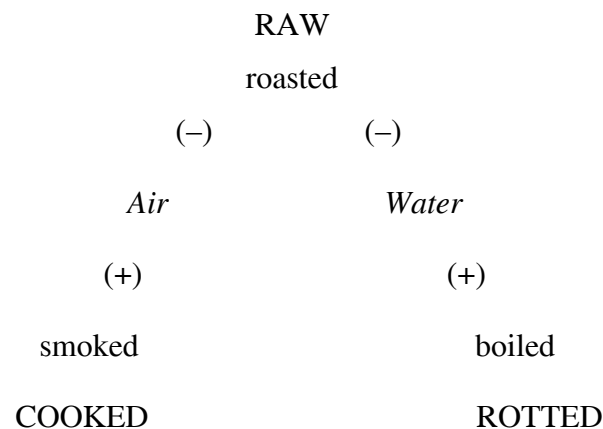 RAW
roasted
(–) (–)
Air Water
(+) (+)
smoked boiled
COOKED ROTTED